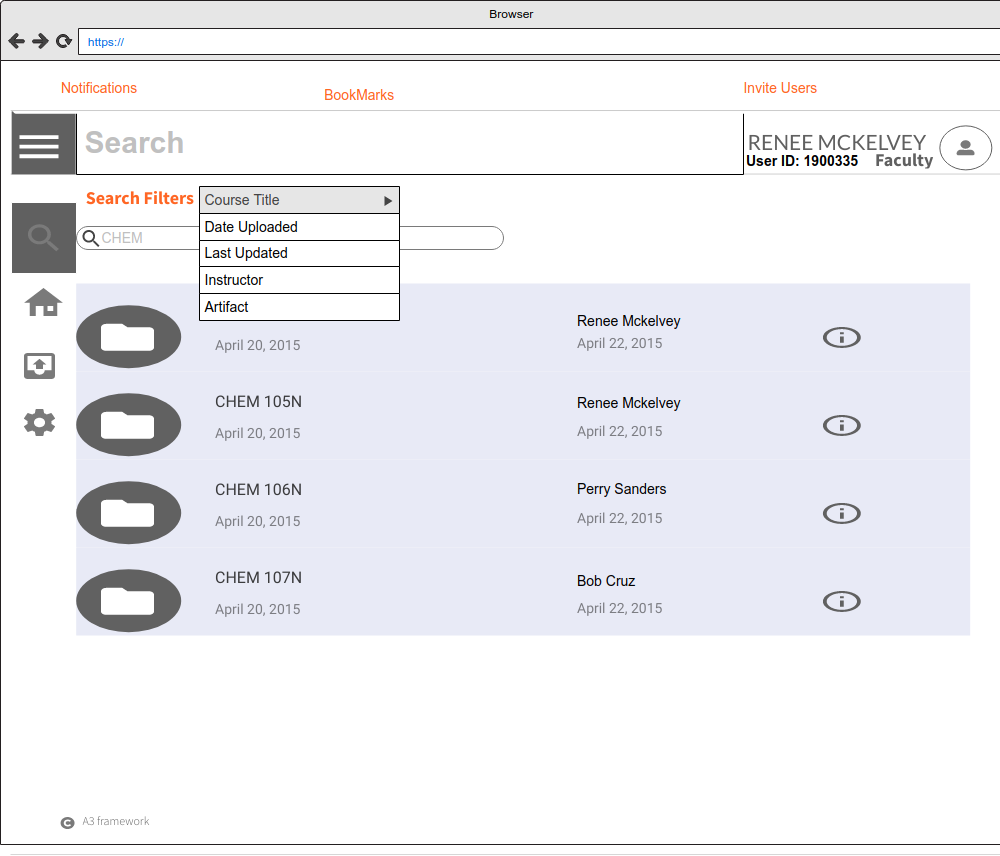 Browser
https://
Notifications
BookMarks
Invite Users
Search
RENEE MCKELVEY
User ID: 1900335 Faculty
Search Filters
Course Title
Date Uploaded
CHEM
Last Updated
Instructor
Artifact
Renee Mckelvey
April 20, 2015
April 22, 2015
CHEM 105N
Renee Mckelvey
April 20, 2015
April 22, 2015
CHEM 106N
Perry Sanders
April 20, 2015
April 22, 2015
CHEM 107N
Bob Cruz
April 20, 2015
April 22, 2015
A3 framework